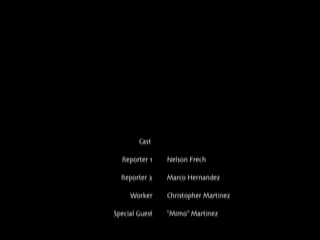 Cast
Reporter 1 Nelson Frech
Reporter 2 Marco Hernandez
Worker Christopher Martinez
Special Guest "Mimo" Martinez